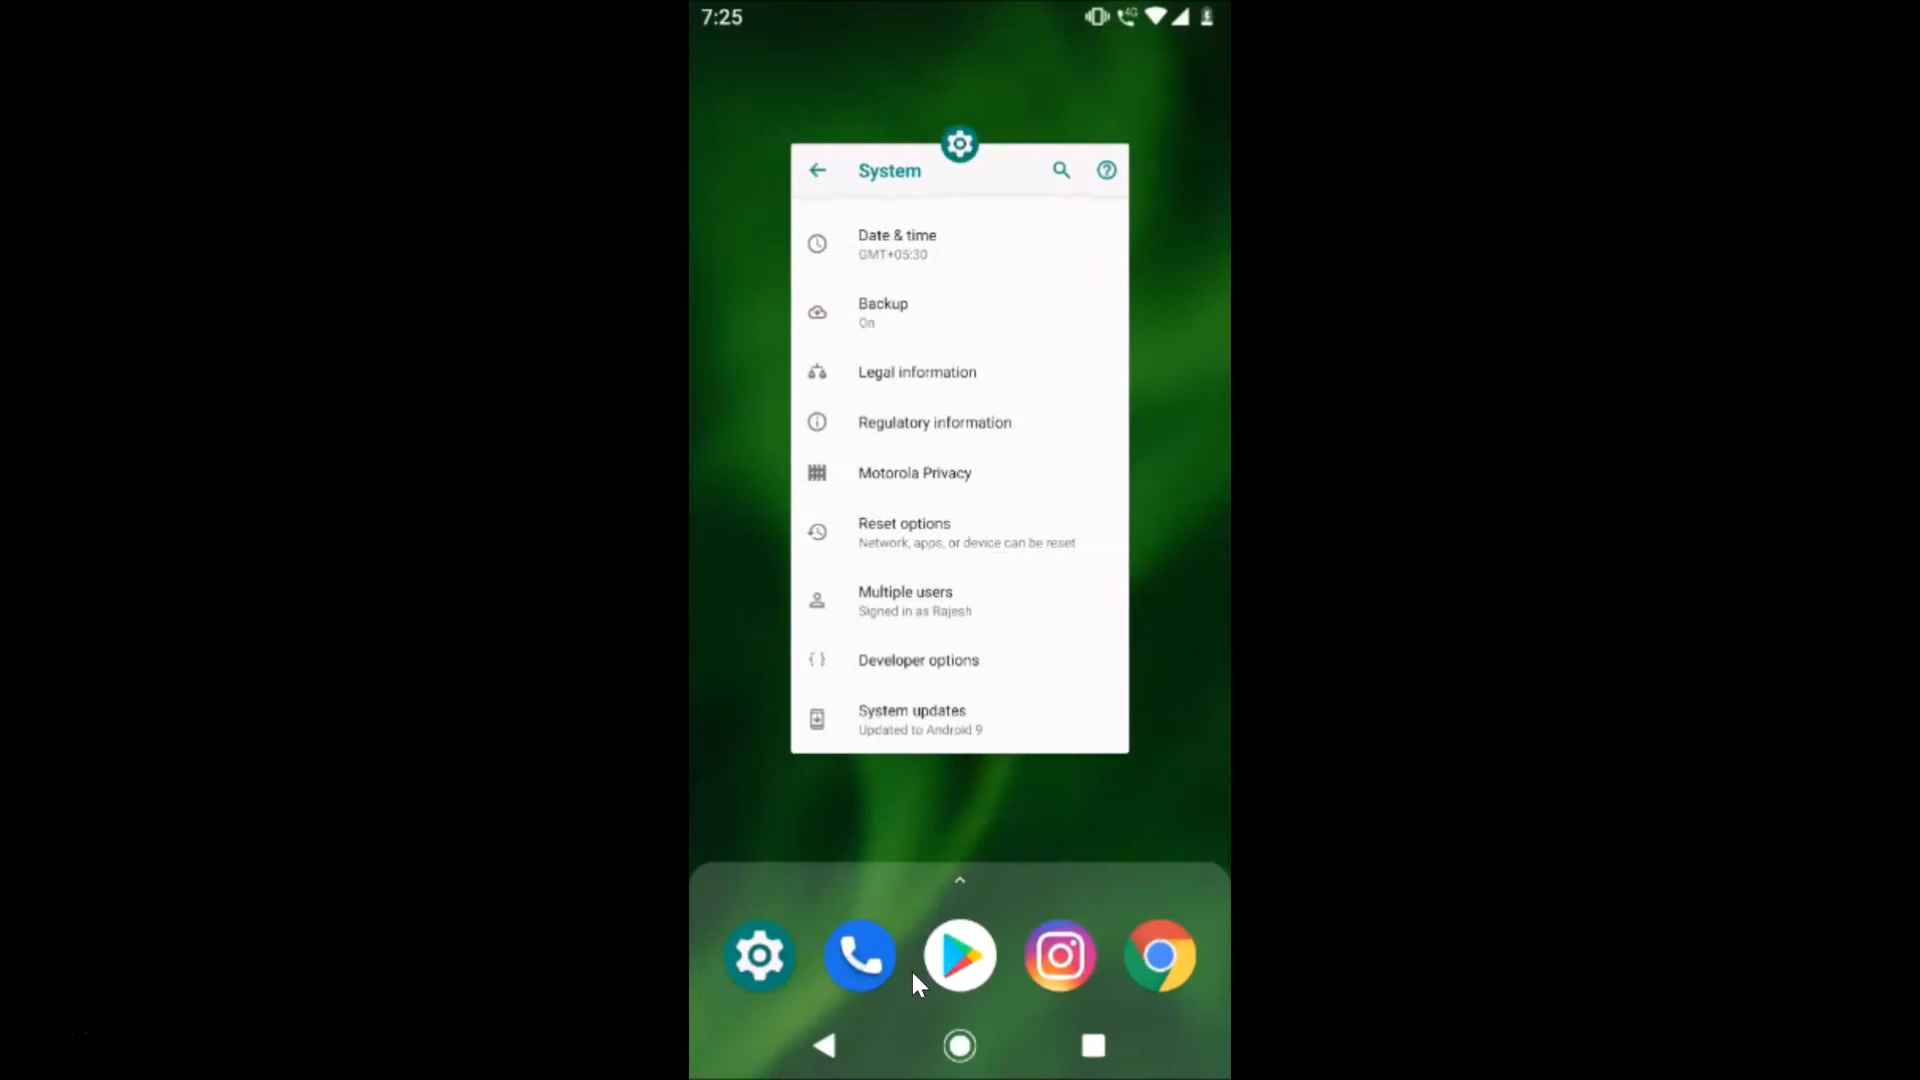 7:25
4G
System
Date & time
GMT+05:30
Backup
On
Legal information
Regulatory information
Motorola Privacy
Reset options
Network, apps, or device can be reset
Multiple users
Signed in as Rajesh
Developer options
System updates
Updated to Android 9